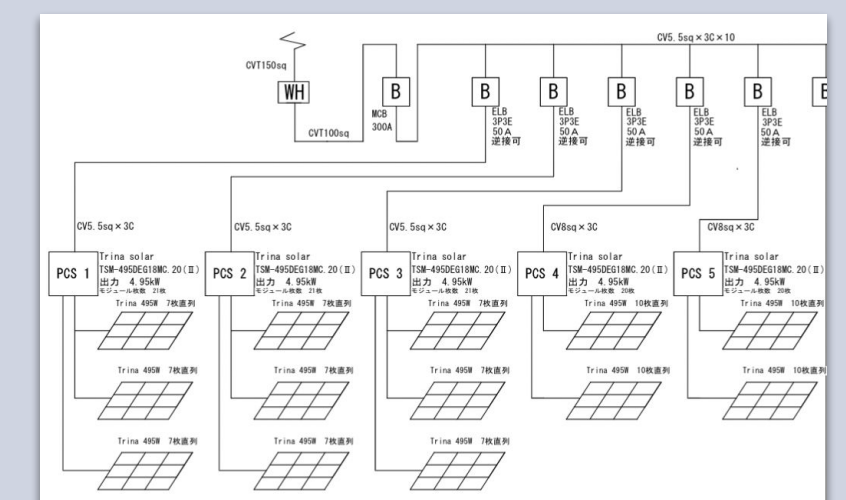 CV5.5sq×3C×10
CVT150sq
WH
B
B
B
B
B
B
MCB
300A
CVT100sq
ELB
3P3E
50A
逆接可
ELB
3P3E
50A
逆接可
ELB
3P3E
50A
逆接可
ELB
3P3E
50A
逆接可
ELB
3P3E
50A
逆接可
CV5.5sq×3C
CV5.5sq×3C
CV5.5sq×3C
CV8sq×3C
CV8sq×3C
PCS 1
Trina solar
TSM-495DEG18MC.20(Ⅱ)
出力 4.95kW
モジュール枚数 21枚
Trina 495W 7枚直列
Trina 495W 7枚直列
Trina 495W 7枚直列
PCS 2
Trina solar
TSM-495DEG18MC.20(Ⅱ)
出力 4.95kW
モジュール枚数 21枚
Trina 495W 7枚直列
Trina 495W 7枚直列
Trina 495W 7枚直列
PCS 3
Trina solar
TSM-495DEG18MC.20(Ⅱ)
出力 4.95kW
モジュール枚数 21枚
Trina 495W 7枚直列
Trina 495W 7枚直列
Trina 495W 7枚直列
PCS 4
Trina solar
TSM-495DEG18MC.20(Ⅱ)
出力 4.95kW
モジュール枚数 20枚
Trina 495W 10枚直列
Trina 495W 10枚直列
PCS 5
Trina solar
TSM-495DEG18MC.20(Ⅱ)
出力 4.95kW
モジュール枚数 20枚
Trina 495W 10枚直列
Trina 495W 10枚直列